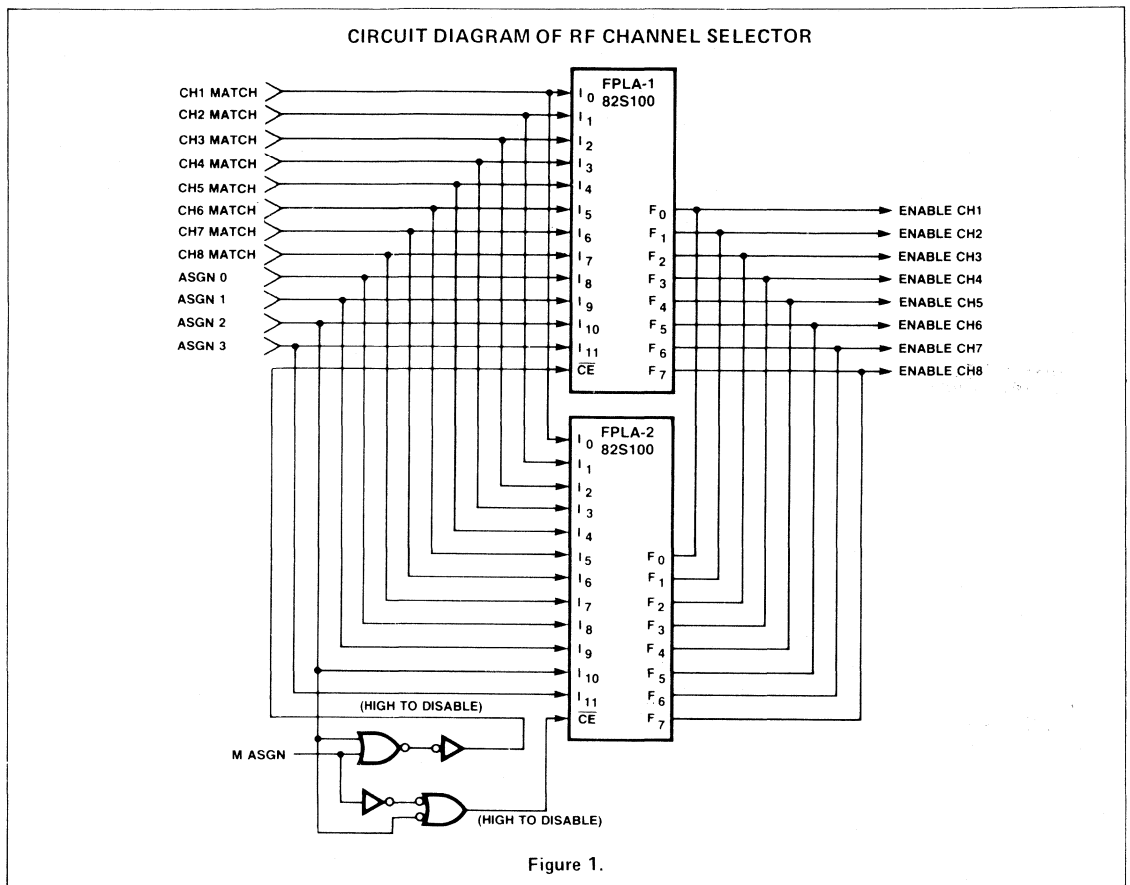 CIRCUIT DIAGRAM OF RF CHANNEL SELECTOR
CH1 MATCH
CH2 MATCH
CH3 MATCH
CH4 MATCH
CH5 MATCH
CH6 MATCH
CH7 MATCH
CH8 MATCH
ASGN 0
ASGN 1
ASGN 2
ASGN 3
FPLA-1
82S100
I0
I1
I2
I3
I4
I5
I6
I7
I8
I9
I10
I11
CE
F0
F1
F2
F3
F4
F5
F6
F7
ENABLE CH1
ENABLE CH2
ENABLE CH3
ENABLE CH4
ENABLE CH5
ENABLE CH6
ENABLE CH7
ENABLE CH8
FPLA-2
82S100
I0
I1
I2
I3
I4
I5
I6
I7
I8
I9
I10
I11
CE
F0
F1
F2
F3
F4
F5
F6
F7
(HIGH TO DISABLE)
M ASGN
(HIGH TO DISABLE)
Figure 1.